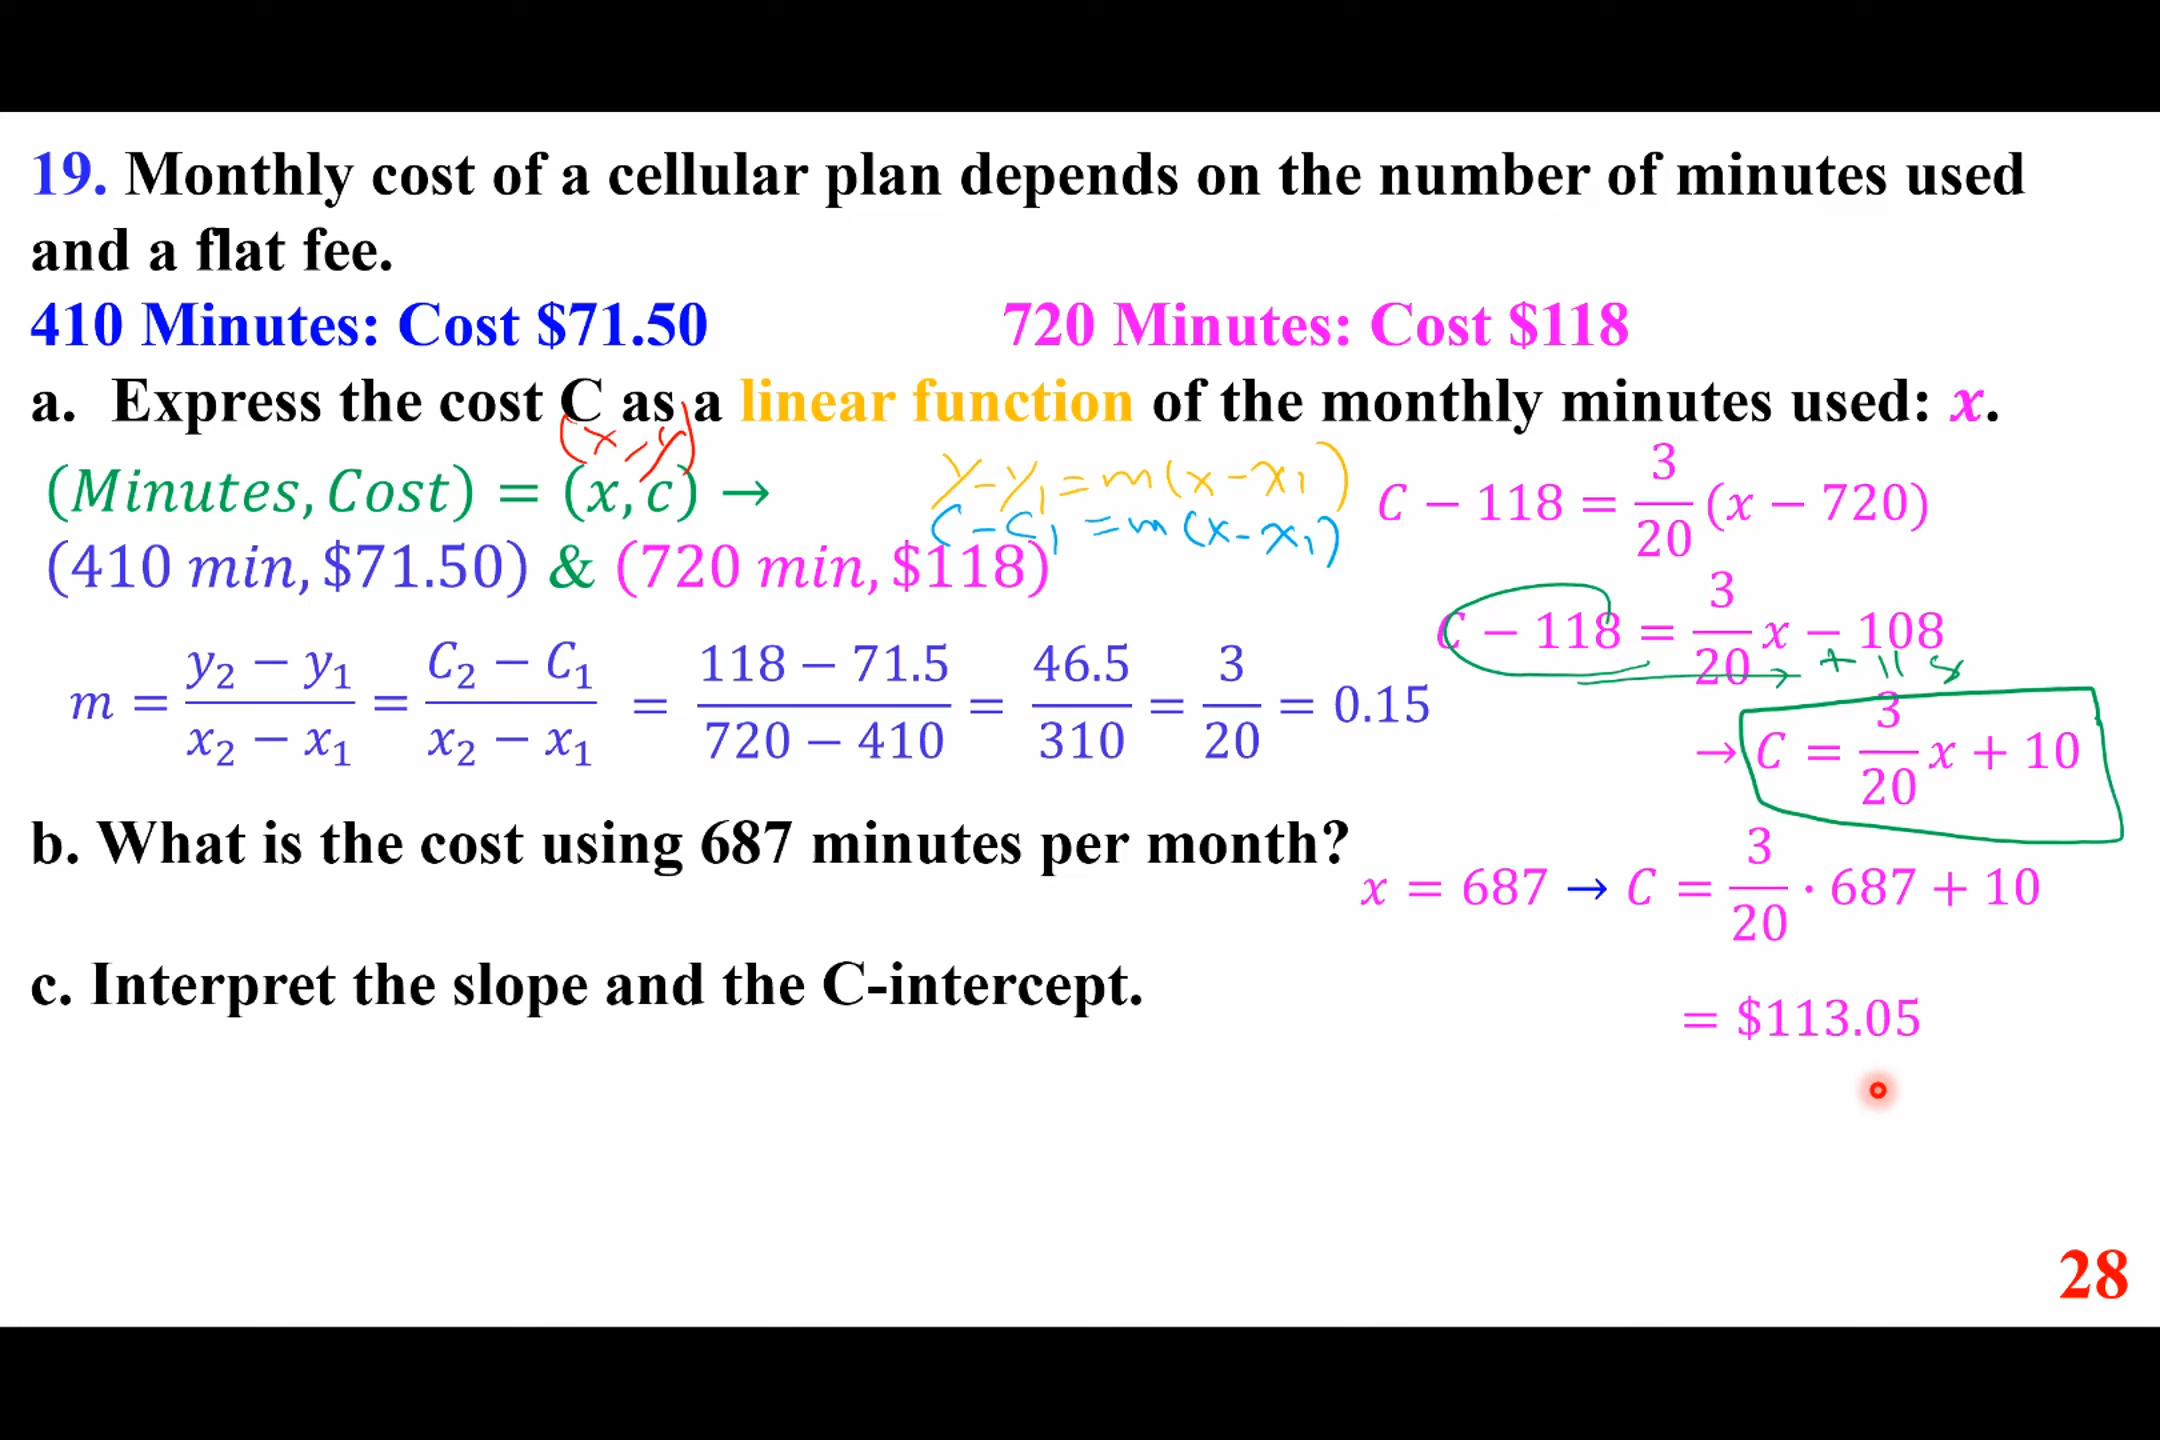 19. Monthly cost of a cellular plan depends on the number of minutes used
and a flat fee.
410 Minutes: Cost $71.50 720 Minutes: Cost $118
a. Express the cost C as a linear function of the monthly minutes used: x.
(x, y)
(Minutes, Cost) = (x, c) →
y - y₁ = m(x - x₁)
C - C₁ = m(x - x₁)
C − 118 = 3/20 (x − 720)
(410 min, $71.50) & (720 min, $118)
C − 118 = 3/20 x − 108
+ 118
m = y₂ − y₁ / x₂ − x₁ = C₂ − C₁ / x₂ − x₁ = 118 − 71.5 / 720 − 410 = 46.5 / 310 = 3/20 = 0.15
→ C = 3/20 x + 10
b. What is the cost using 687 minutes per month?
x = 687 → C = 3/20 · 687 + 10
c. Interpret the slope and the C-intercept.
= $113.05
28